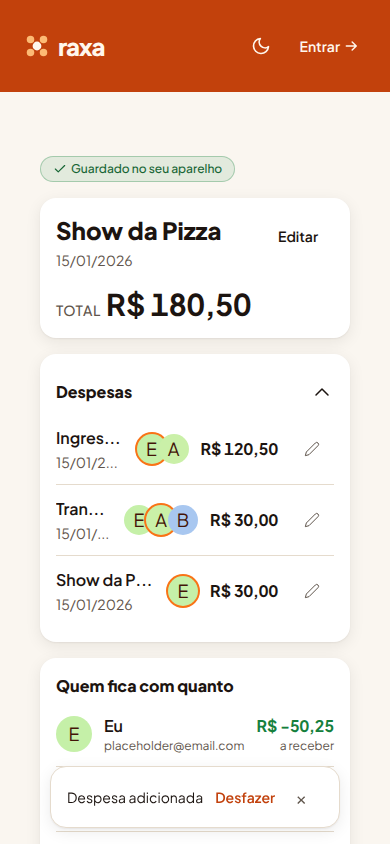 raxa
Entrar →
Guardado no seu aparelho
Show da Pizza
Editar
15/01/2026
TOTAL R$ 180,50
Despesas
Ingres...
15/01/2...
E A
R$ 120,50
Tran...
15/01/...
E A B
R$ 30,00
Show da P...
15/01/2026
E
R$ 30,00
Quem fica com quanto
E
Eu
placeholder@email.com
R$ -50,25
a receber
Despesa adicionada Desfazer ×